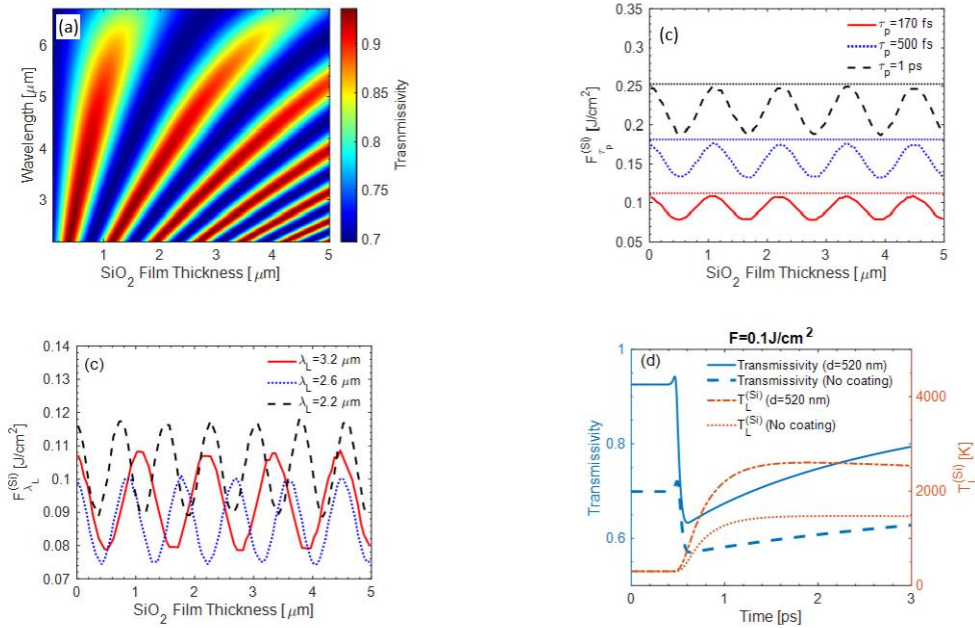 (a)
Wavelength [μm]
6
5
4
3
1 2 3 4 5
SiO2 Film Thickness [ μm]
0.9
0.85
0.8
0.75
0.7
Trasnmissivity
(c)
τp=170 fs
τp=500 fs
τp=1 ps
Fτp(Si) [J/cm2]
0.35
0.3
0.25
0.2
0.15
0.1
0.05
0 1 2 3 4 5
SiO2 Film Thickness [ μm]
(c)
λL=3.2 μm
λL=2.6 μm
λL=2.2 μm
FλL(Si) [J/cm2]
0.14
0.13
0.12
0.11
0.1
0.09
0.08
0.07
0 1 2 3 4 5
SiO2 Film Thickness [ μm]
F=0.1J/cm2
(d)
Transmissivity (d=520 nm)
Transmissivity (No coating)
TL(Si) (d=520 nm)
TL(Si) (No coating)
Transmissivity
1
0.8
0.6
0 1 2 3
Time [ps]
4000
2000
0
Tl(Si) [K]